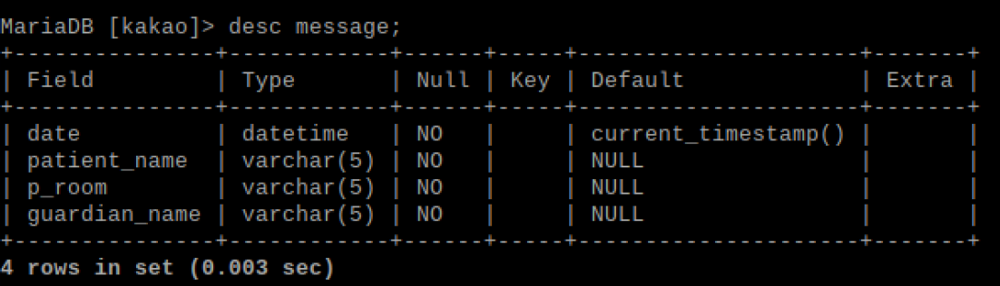 MariaDB [kakao]> desc message;
+---------------+------------+------+-----+---------------------+-------+
| Field         | Type       | Null | Key | Default             | Extra |
+---------------+------------+------+-----+---------------------+-------+
| date          | datetime   | NO   |     | current_timestamp() |       |
| patient_name  | varchar(5) | NO   |     | NULL                |       |
| p_room        | varchar(5) | NO   |     | NULL                |       |
| guardian_name | varchar(5) | NO   |     | NULL                |       |
+---------------+------------+------+-----+---------------------+-------+
4 rows in set (0.003 sec)